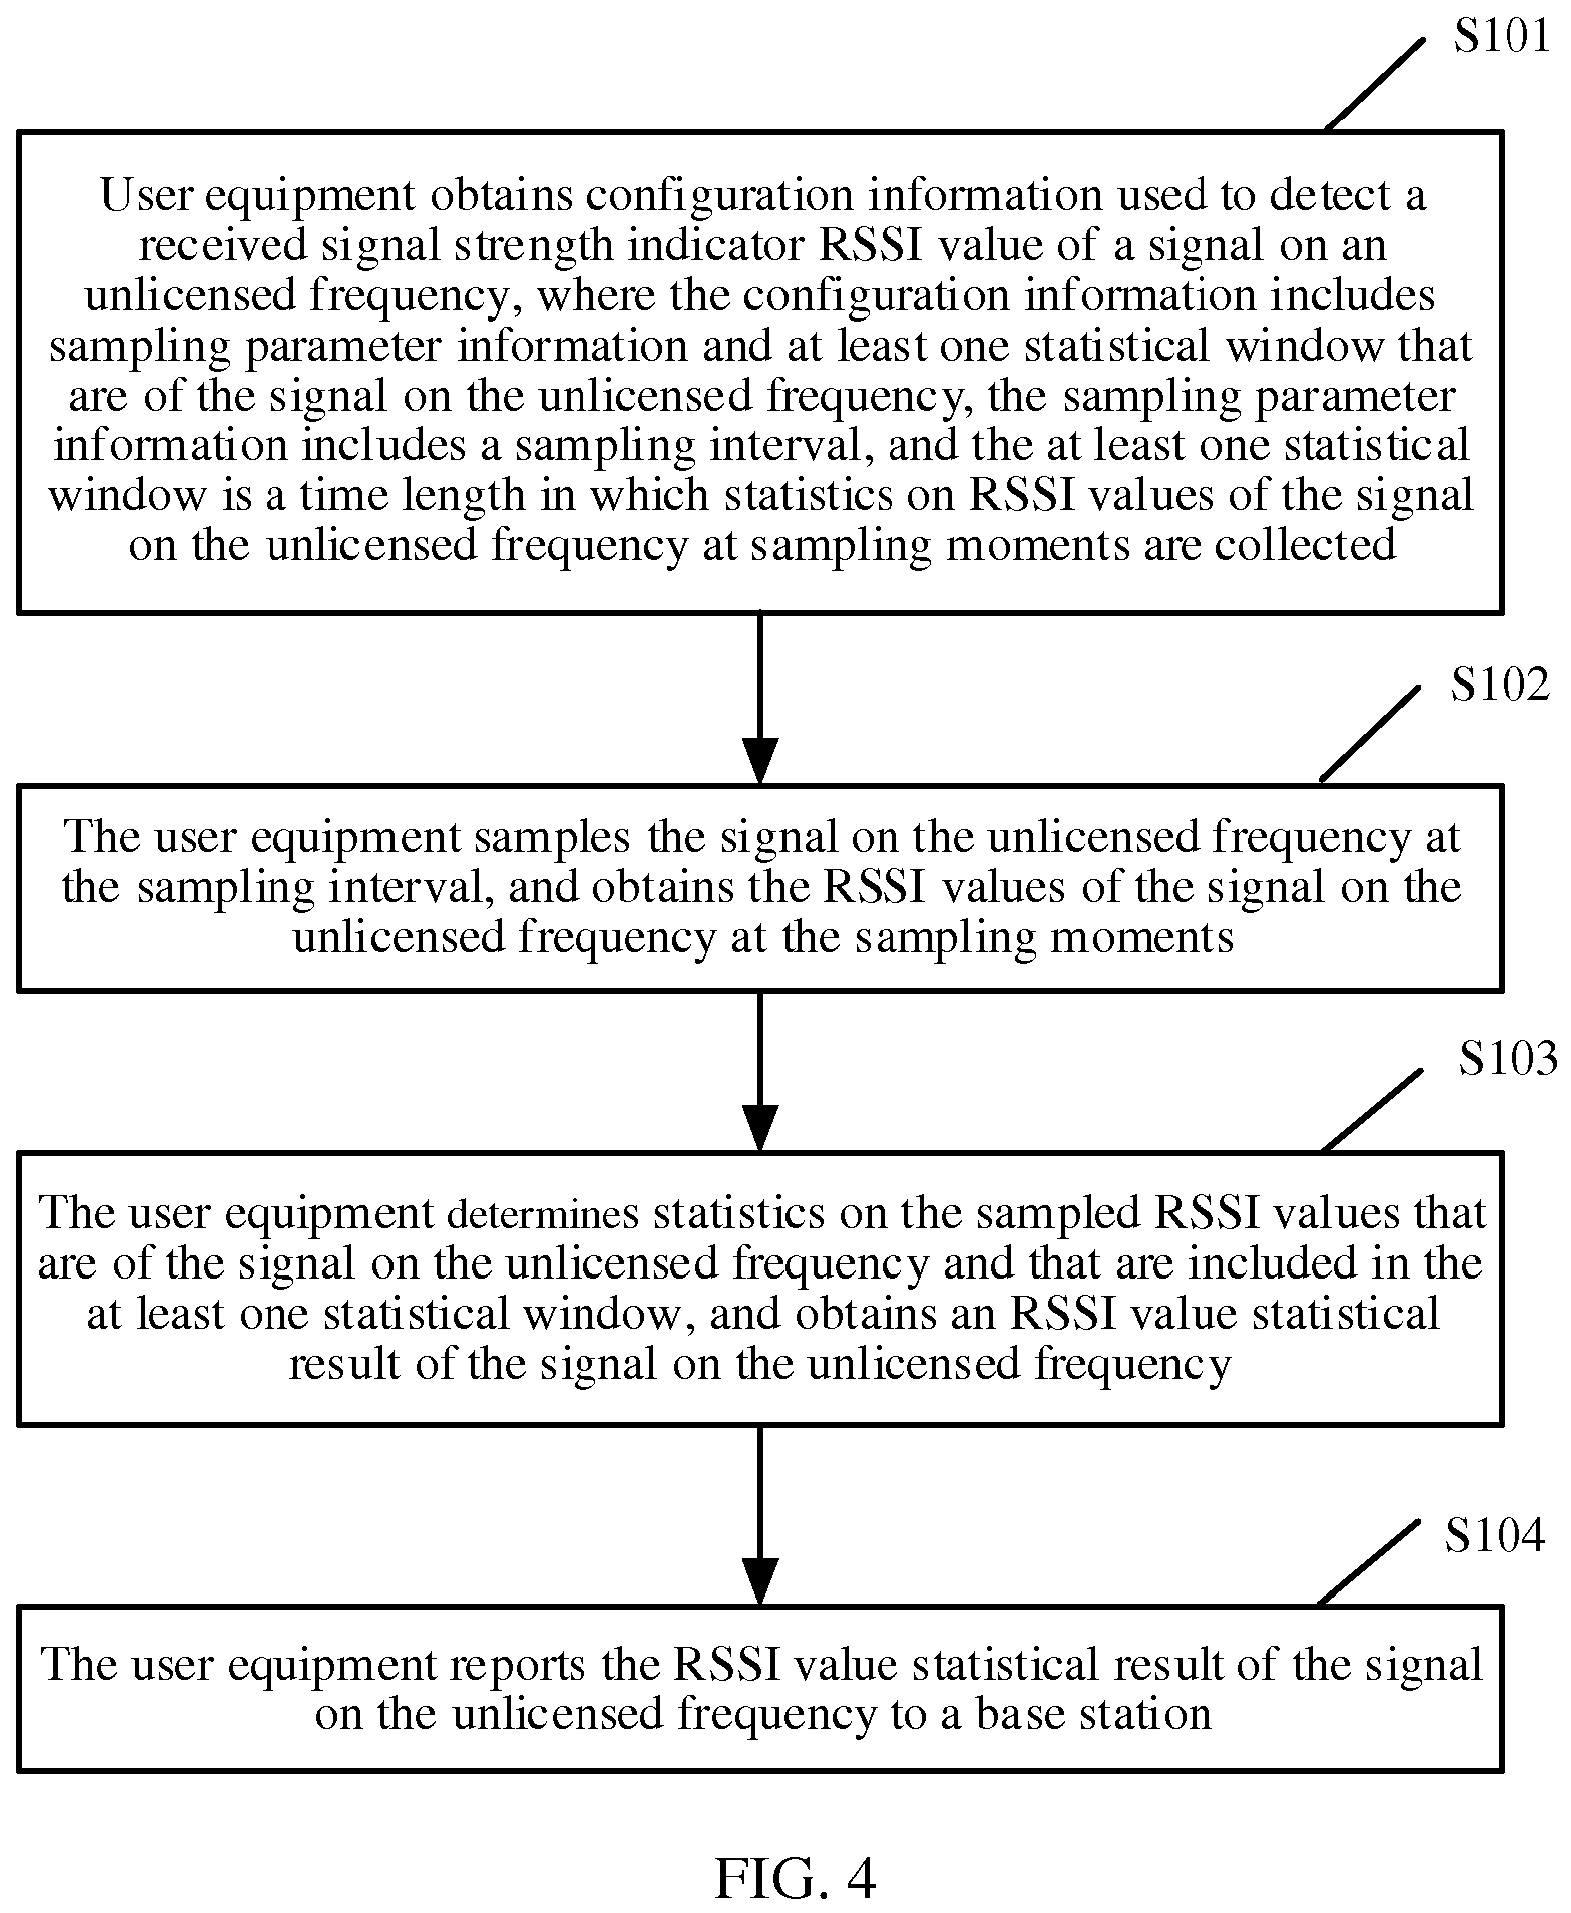 S101
User equipment obtains configuration information used to detect a
received signal strength indicator RSSI value of a signal on an
unlicensed frequency, where the configuration information includes
sampling parameter information and at least one statistical window that
are of the signal on the unlicensed frequency, the sampling parameter
information includes a sampling interval, and the at least one statistical
window is a time length in which statistics on RSSI values of the signal
on the unlicensed frequency at sampling moments are collected
S102
The user equipment samples the signal on the unlicensed frequency at
the sampling interval, and obtains the RSSI values of the signal on the
unlicensed frequency at the sampling moments
S103
The user equipment determines statistics on the sampled RSSI values that
are of the signal on the unlicensed frequency and that are included in the
at least one statistical window, and obtains an RSSI value statistical
result of the signal on the unlicensed frequency
S104
The user equipment reports the RSSI value statistical result of the signal
on the unlicensed frequency to a base station
FIG. 4